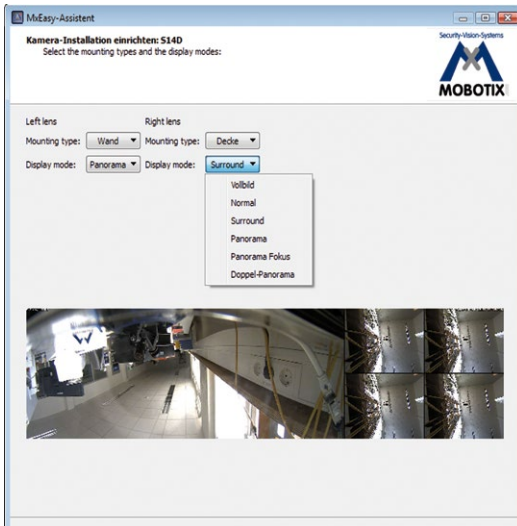 MxEasy-Assistent
Kamera-Installation einrichten: S14D
Select the mounting types and the display modes:
Security-Vision-Systems
MOBOTIX
Left lens
Right lens
Mounting type: Wand Mounting type: Decke
Display mode: Panorama Display mode: Surround
Vollbild
Normal
Surround
Panorama
Panorama Fokus
Doppel-Panorama